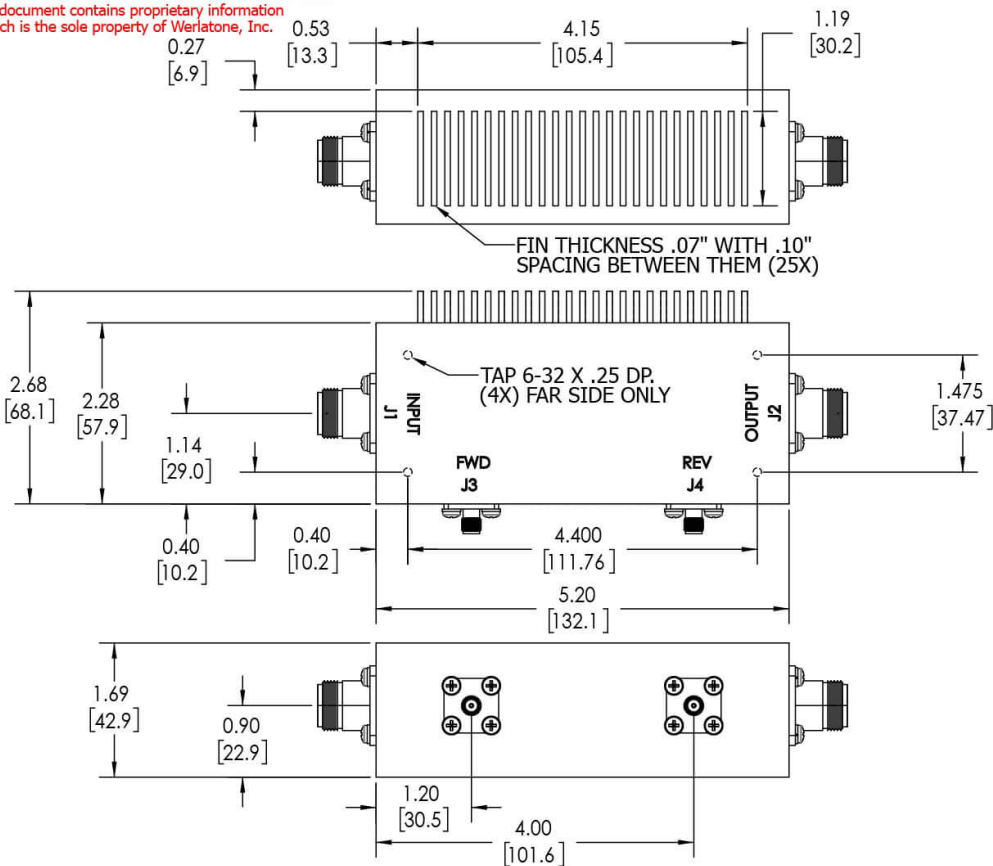 document contains proprietary information
ch is the sole property of Werlatone, Inc.
0.53
[13.3]
4.15
[105.4]
1.19
[30.2]
0.27
[6.9]
FIN THICKNESS .07" WITH .10"
SPACING BETWEEN THEM (25X)
2.68
[68.1]
2.28
[57.9]
1.14
[29.0]
0.40
[10.2]
TAP 6-32 X .25 DP.
(4X) FAR SIDE ONLY
INPUT
J1
OUTPUT
J2
FWD
J3
REV
J4
1.475
[37.47]
0.40
[10.2]
4.400
[111.76]
5.20
[132.1]
1.69
[42.9]
0.90
[22.9]
1.20
[30.5]
4.00
[101.6]